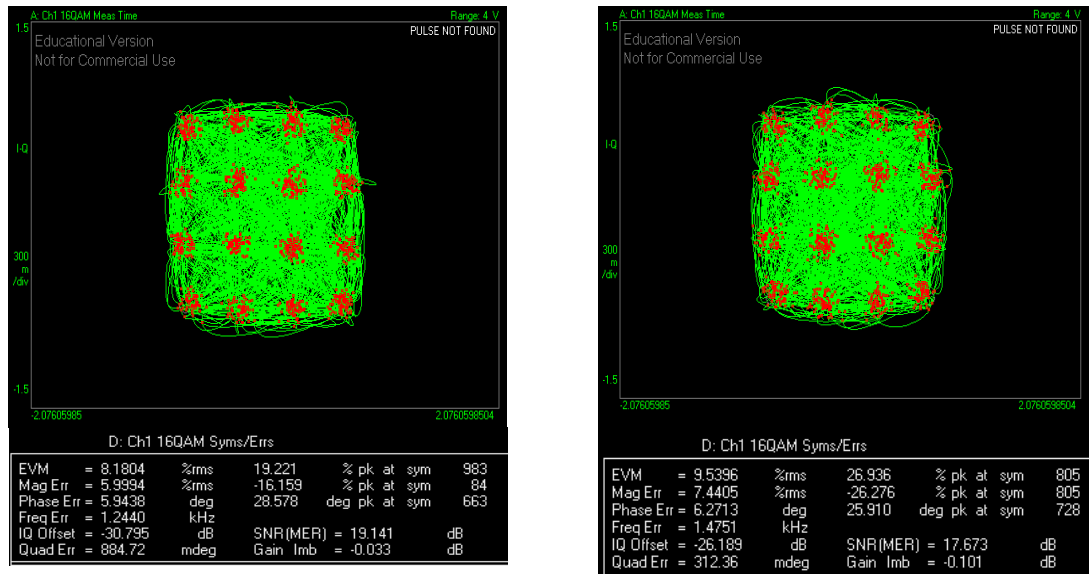 A: Ch1 16QAM Meas Time Range: 4 V
1.5 PULSE NOT FOUND
Educational Version
Not for Commercial Use
I-Q
300
m
/div
-1.5
-2.07605985 2.0760598504
D: Ch1 16QAM Syms/Errs
EVM = 8.1804 %rms 19.221 % pk at sym 983
Mag Err = 5.9994 %rms -16.159 % pk at sym 84
Phase Err = 5.9438 deg 28.578 deg pk at sym 663
Freq Err = 1.2440 kHz
IQ Offset = -30.795 dB SNR(MER) = 19.141 dB
Quad Err = 884.72 mdeg Gain Imb = -0.033 dB
A: Ch1 16QAM Meas Time Range: 4 V
1.5 PULSE NOT FOUND
Educational Version
Not for Commercial Use
I-Q
300
m
/div
-1.5
-2.07605985 2.0760598504
D: Ch1 16QAM Syms/Errs
EVM = 9.5396 %rms 26.936 % pk at sym 805
Mag Err = 7.4405 %rms -26.276 % pk at sym 805
Phase Err = 6.2713 deg 25.910 deg pk at sym 728
Freq Err = 1.4751 kHz
IQ Offset = -26.189 dB SNR(MER) = 17.673 dB
Quad Err = 312.36 mdeg Gain Imb = -0.101 dB